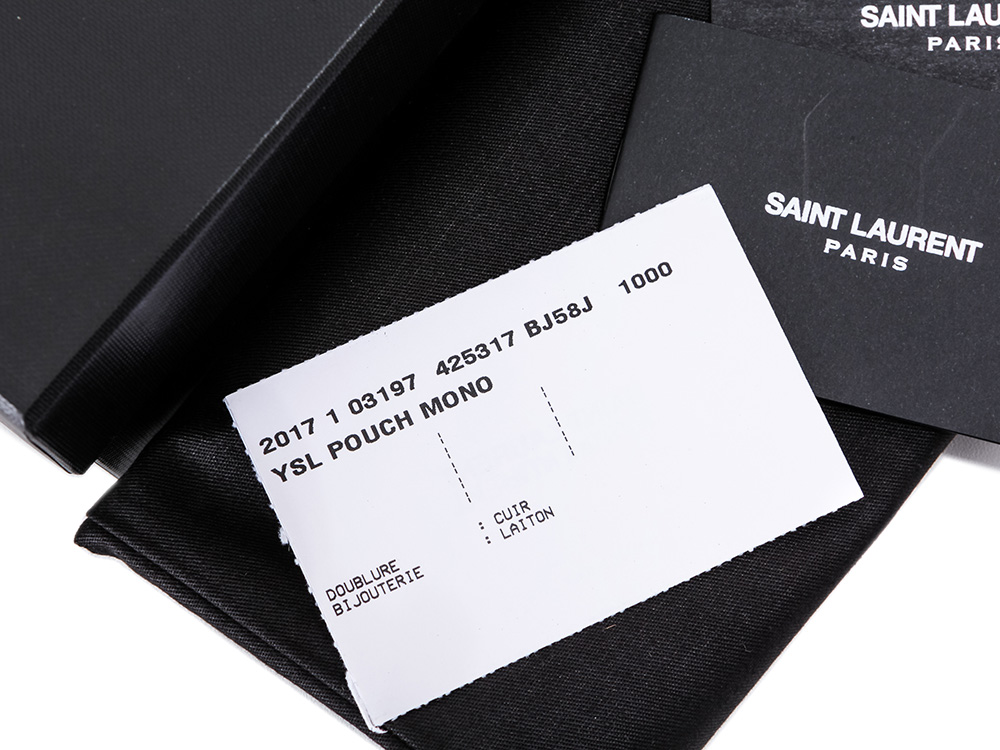 SAINT LAU
PARIS
SAINT LAURENT
PARIS
2017 1 03197 425317 BJ58J 1000
YSL POUCH MONO
DOUBLURE : CUIR
BIJOUTERIE : LAITON